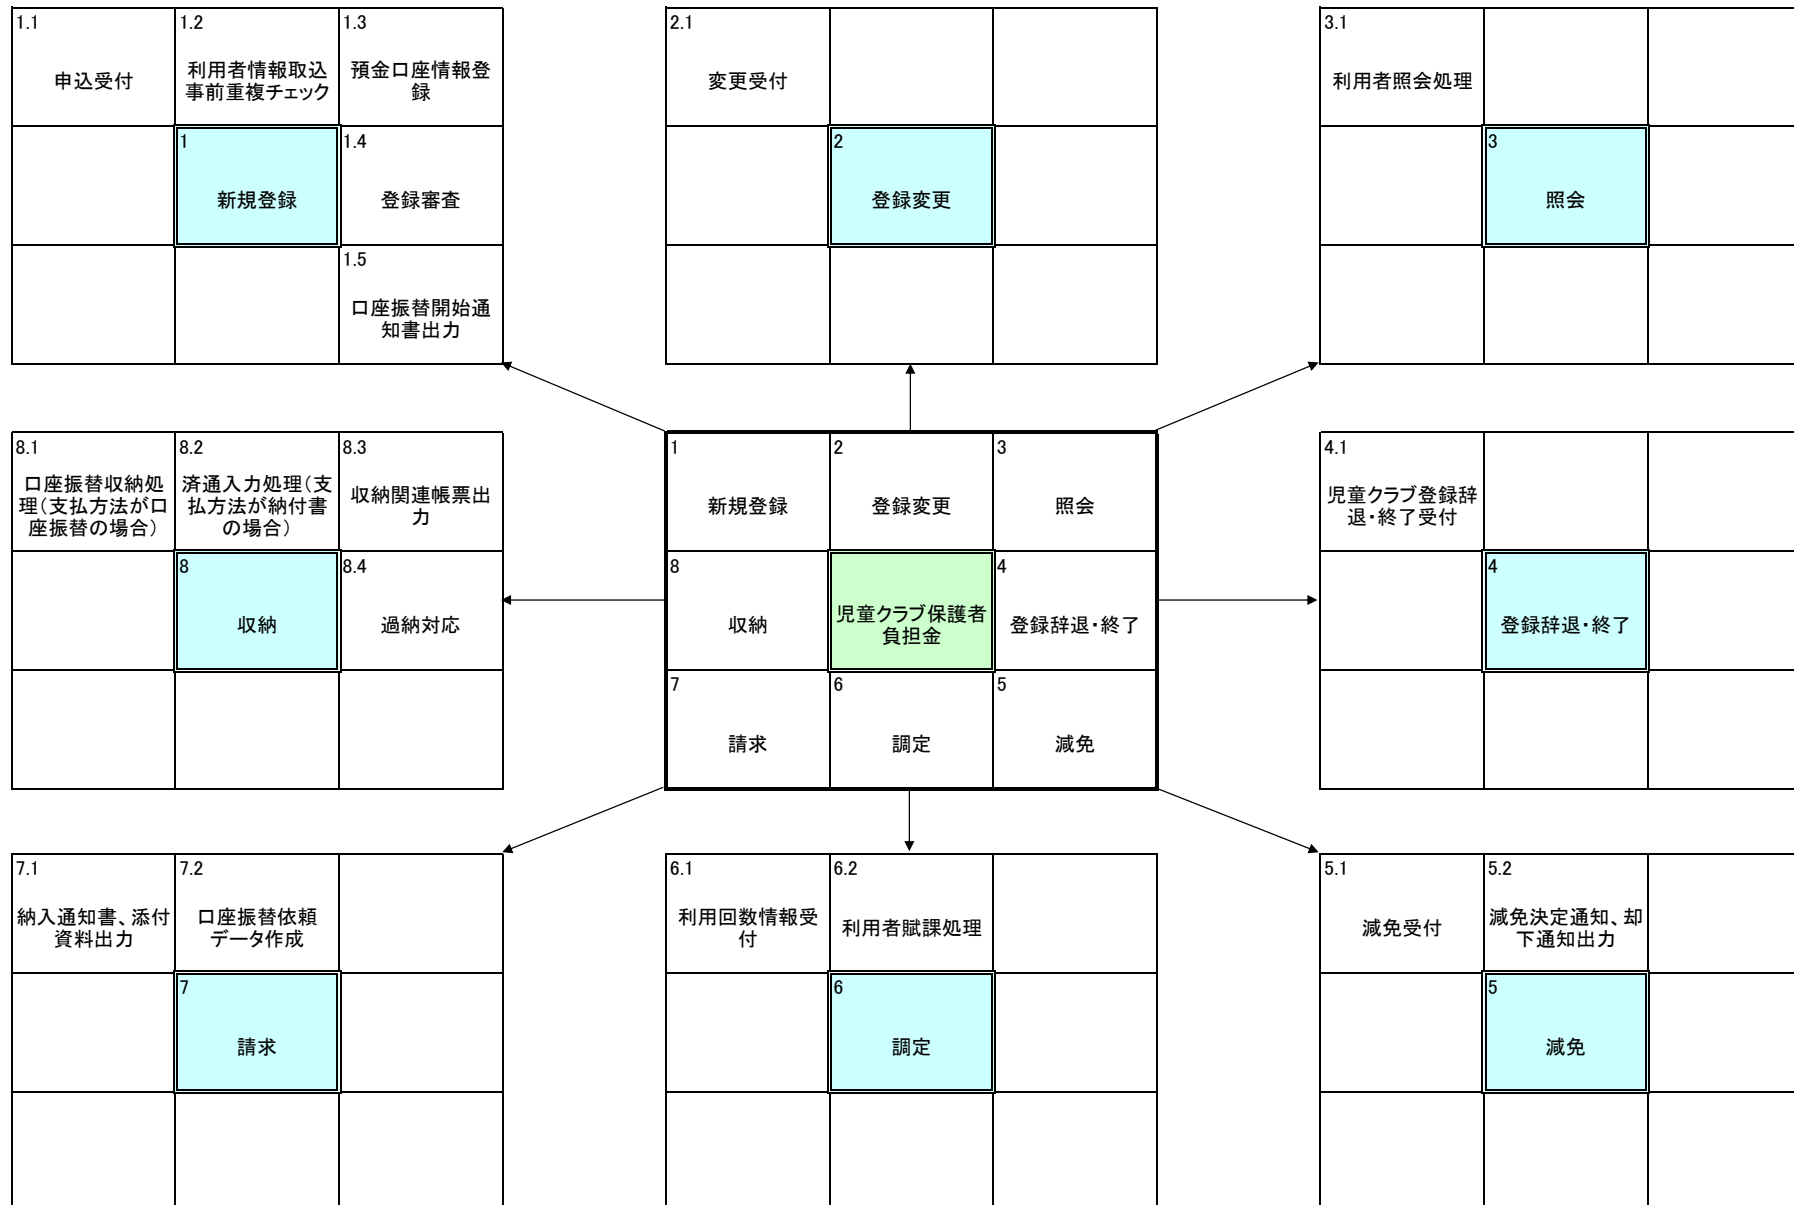 1.1
申込受付
1.2
利用者情報取込
事前重複チェック
1.3
預金口座情報登
録
1
新規登録
1.4
登録審査
1.5
口座振替開始通
知書出力
2.1
変更受付
2
登録変更
3.1
利用者照会処理
3
照会
8.1
口座振替収納処
理(支払方法が口
座振替の場合)
8.2
済通入力処理(支
払方法が納付書
の場合)
8.3
収納関連帳票出
力
8
収納
8.4
過納対応
1
新規登録
2
登録変更
3
照会
8
収納
児童クラブ保護者
負担金
4
登録辞退・終了
7
請求
6
調定
5
減免
4.1
児童クラブ登録辞
退・終了受付
4
登録辞退・終了
7.1
納入通知書、添付
資料出力
7.2
口座振替依頼
データ作成
7
請求
6.1
利用回数情報受
付
6.2
利用者賦課処理
6
調定
5.1
減免受付
5.2
減免決定通知、却
下通知出力
5
減免